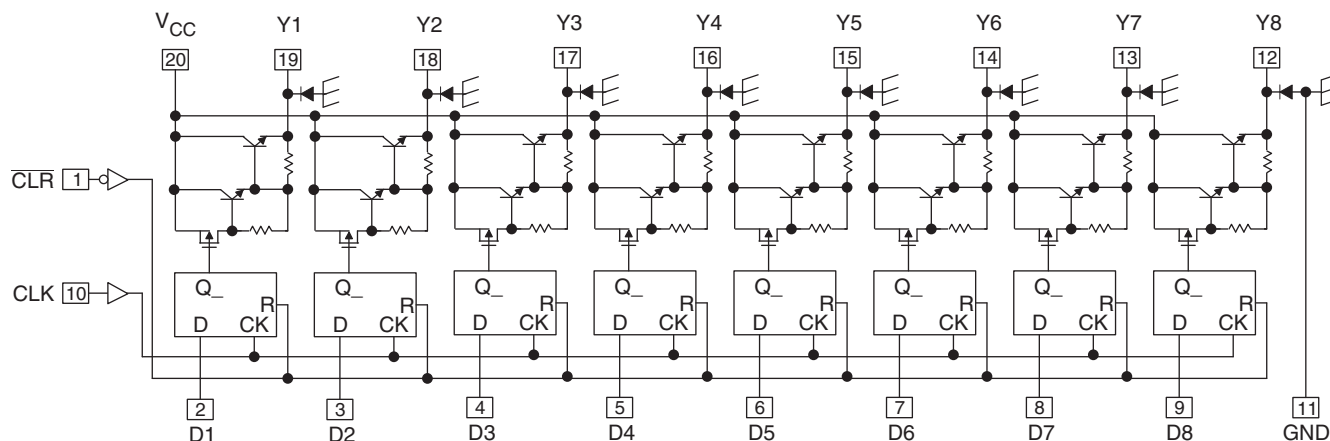 V_CC Y1 Y2 Y3 Y4 Y5 Y6 Y7 Y8
20 19 18 17 16 15 14 13 12
CLR 1
CLK 10
Q_ Q_ Q_ Q_ Q_ Q_ Q_ Q_
R R R R R R R R
D CK D CK D CK D CK D CK D CK D CK D CK
2 3 4 5 6 7 8 9 11
D1 D2 D3 D4 D5 D6 D7 D8 GND